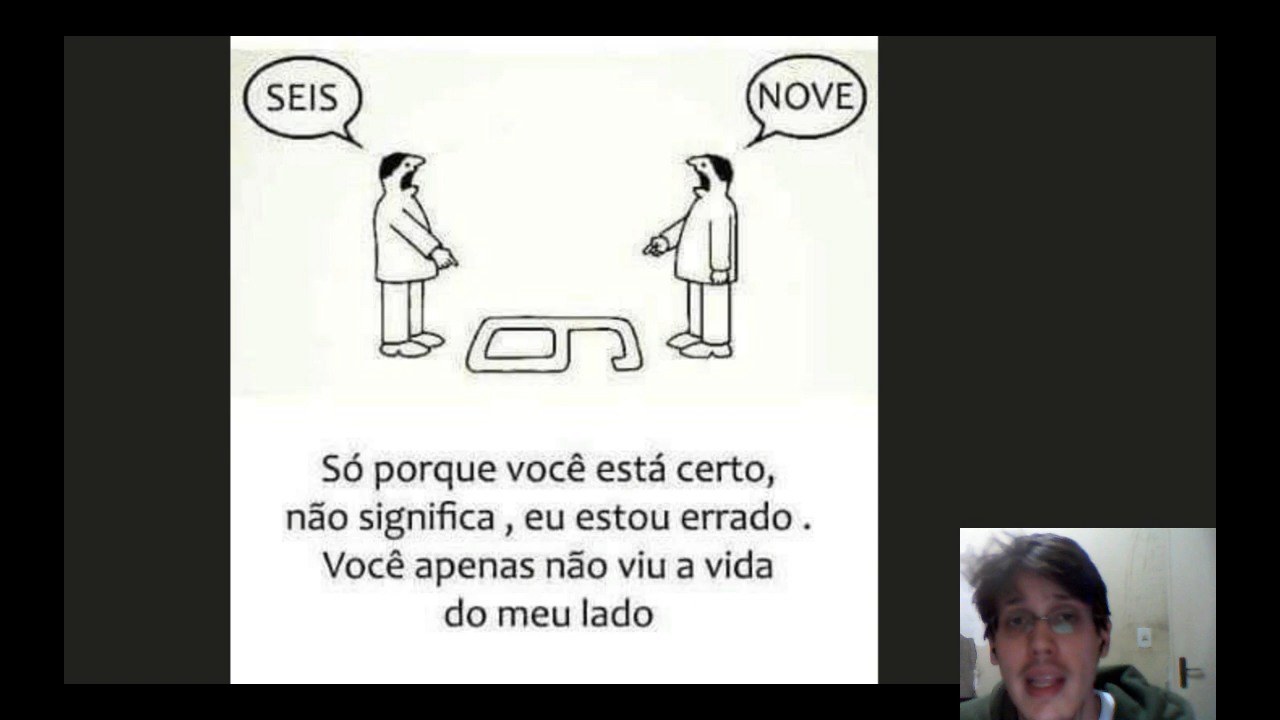 SEIS
NOVE
Só porque você está certo,
não significa , eu estou errado .
Você apenas não viu a vida
do meu lado